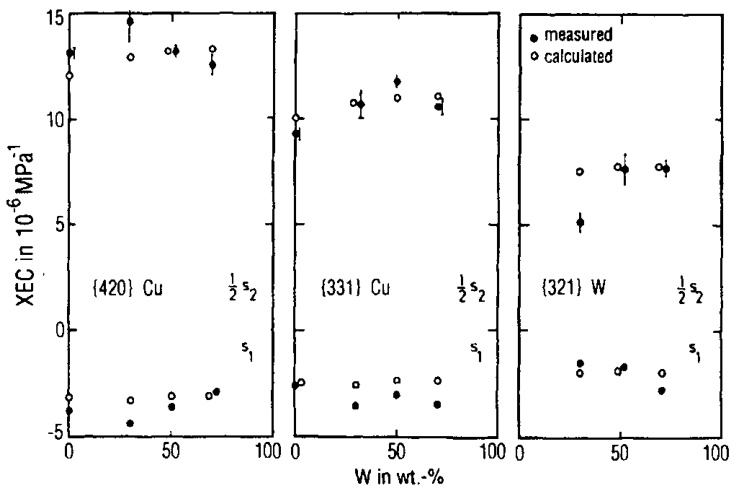 15
10
5
0
-5
XEC in 10⁻⁶ MPa⁻¹
{420} Cu
½ s₂
s₁
0
50
100
{331} Cu
½ s₂
s₁
0
50
100
● measured
○ calculated
{321} W
½ s₂
s₁
0
50
100
W in wt.-%